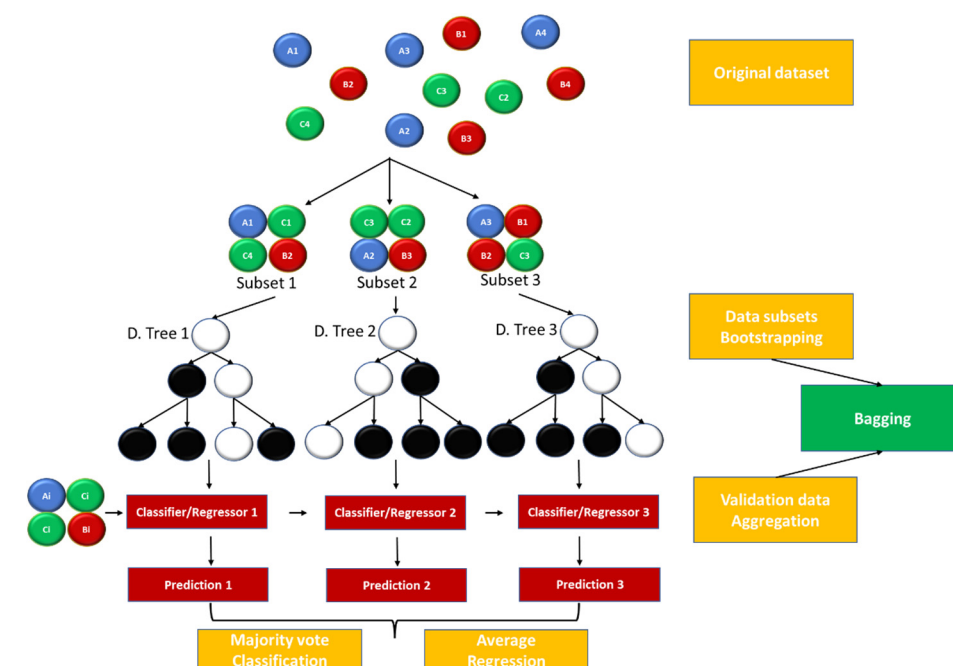 B1
A4
A1
A3
Original dataset
B2
C3
C2
B4
C4
A2
B3
A1
C1
C3
C2
A3
B1
C4
B2
A2
B3
B2
C3
Subset 1
Subset 2
Subset 3
D. Tree 1
D. Tree 2
D. Tree 3
Data subsets
Bootstrapping
Bagging
Ai
Ci
Ci
Bi
Classifier/Regressor 1
Classifier/Regressor 2
Classifier/Regressor 3
Validation data
Aggregation
Prediction 1
Prediction 2
Prediction 3
Majority vote
Classification
Average
Regression